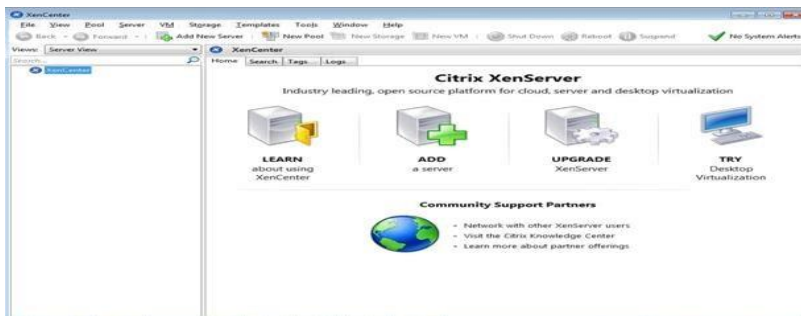 XenCenter
File View Pool Server VM Storage Templates Tools Window Help
Back Forward Add New Server New Pool New Storage New VM Shut Down Reboot Suspend No System Alerts
Views: Server View
XenCenter
Search...
Home Search Tags Logs
XenCenter
Citrix XenServer
Industry leading, open source platform for cloud, server and desktop virtualization
LEARN
about using
XenCenter
ADD
a server
UPGRADE
XenServer
TRY
Desktop
Virtualization
Community Support Partners
- Network with other XenServer users
- Visit the Citrix Knowledge Center
- Learn more about partner offerings